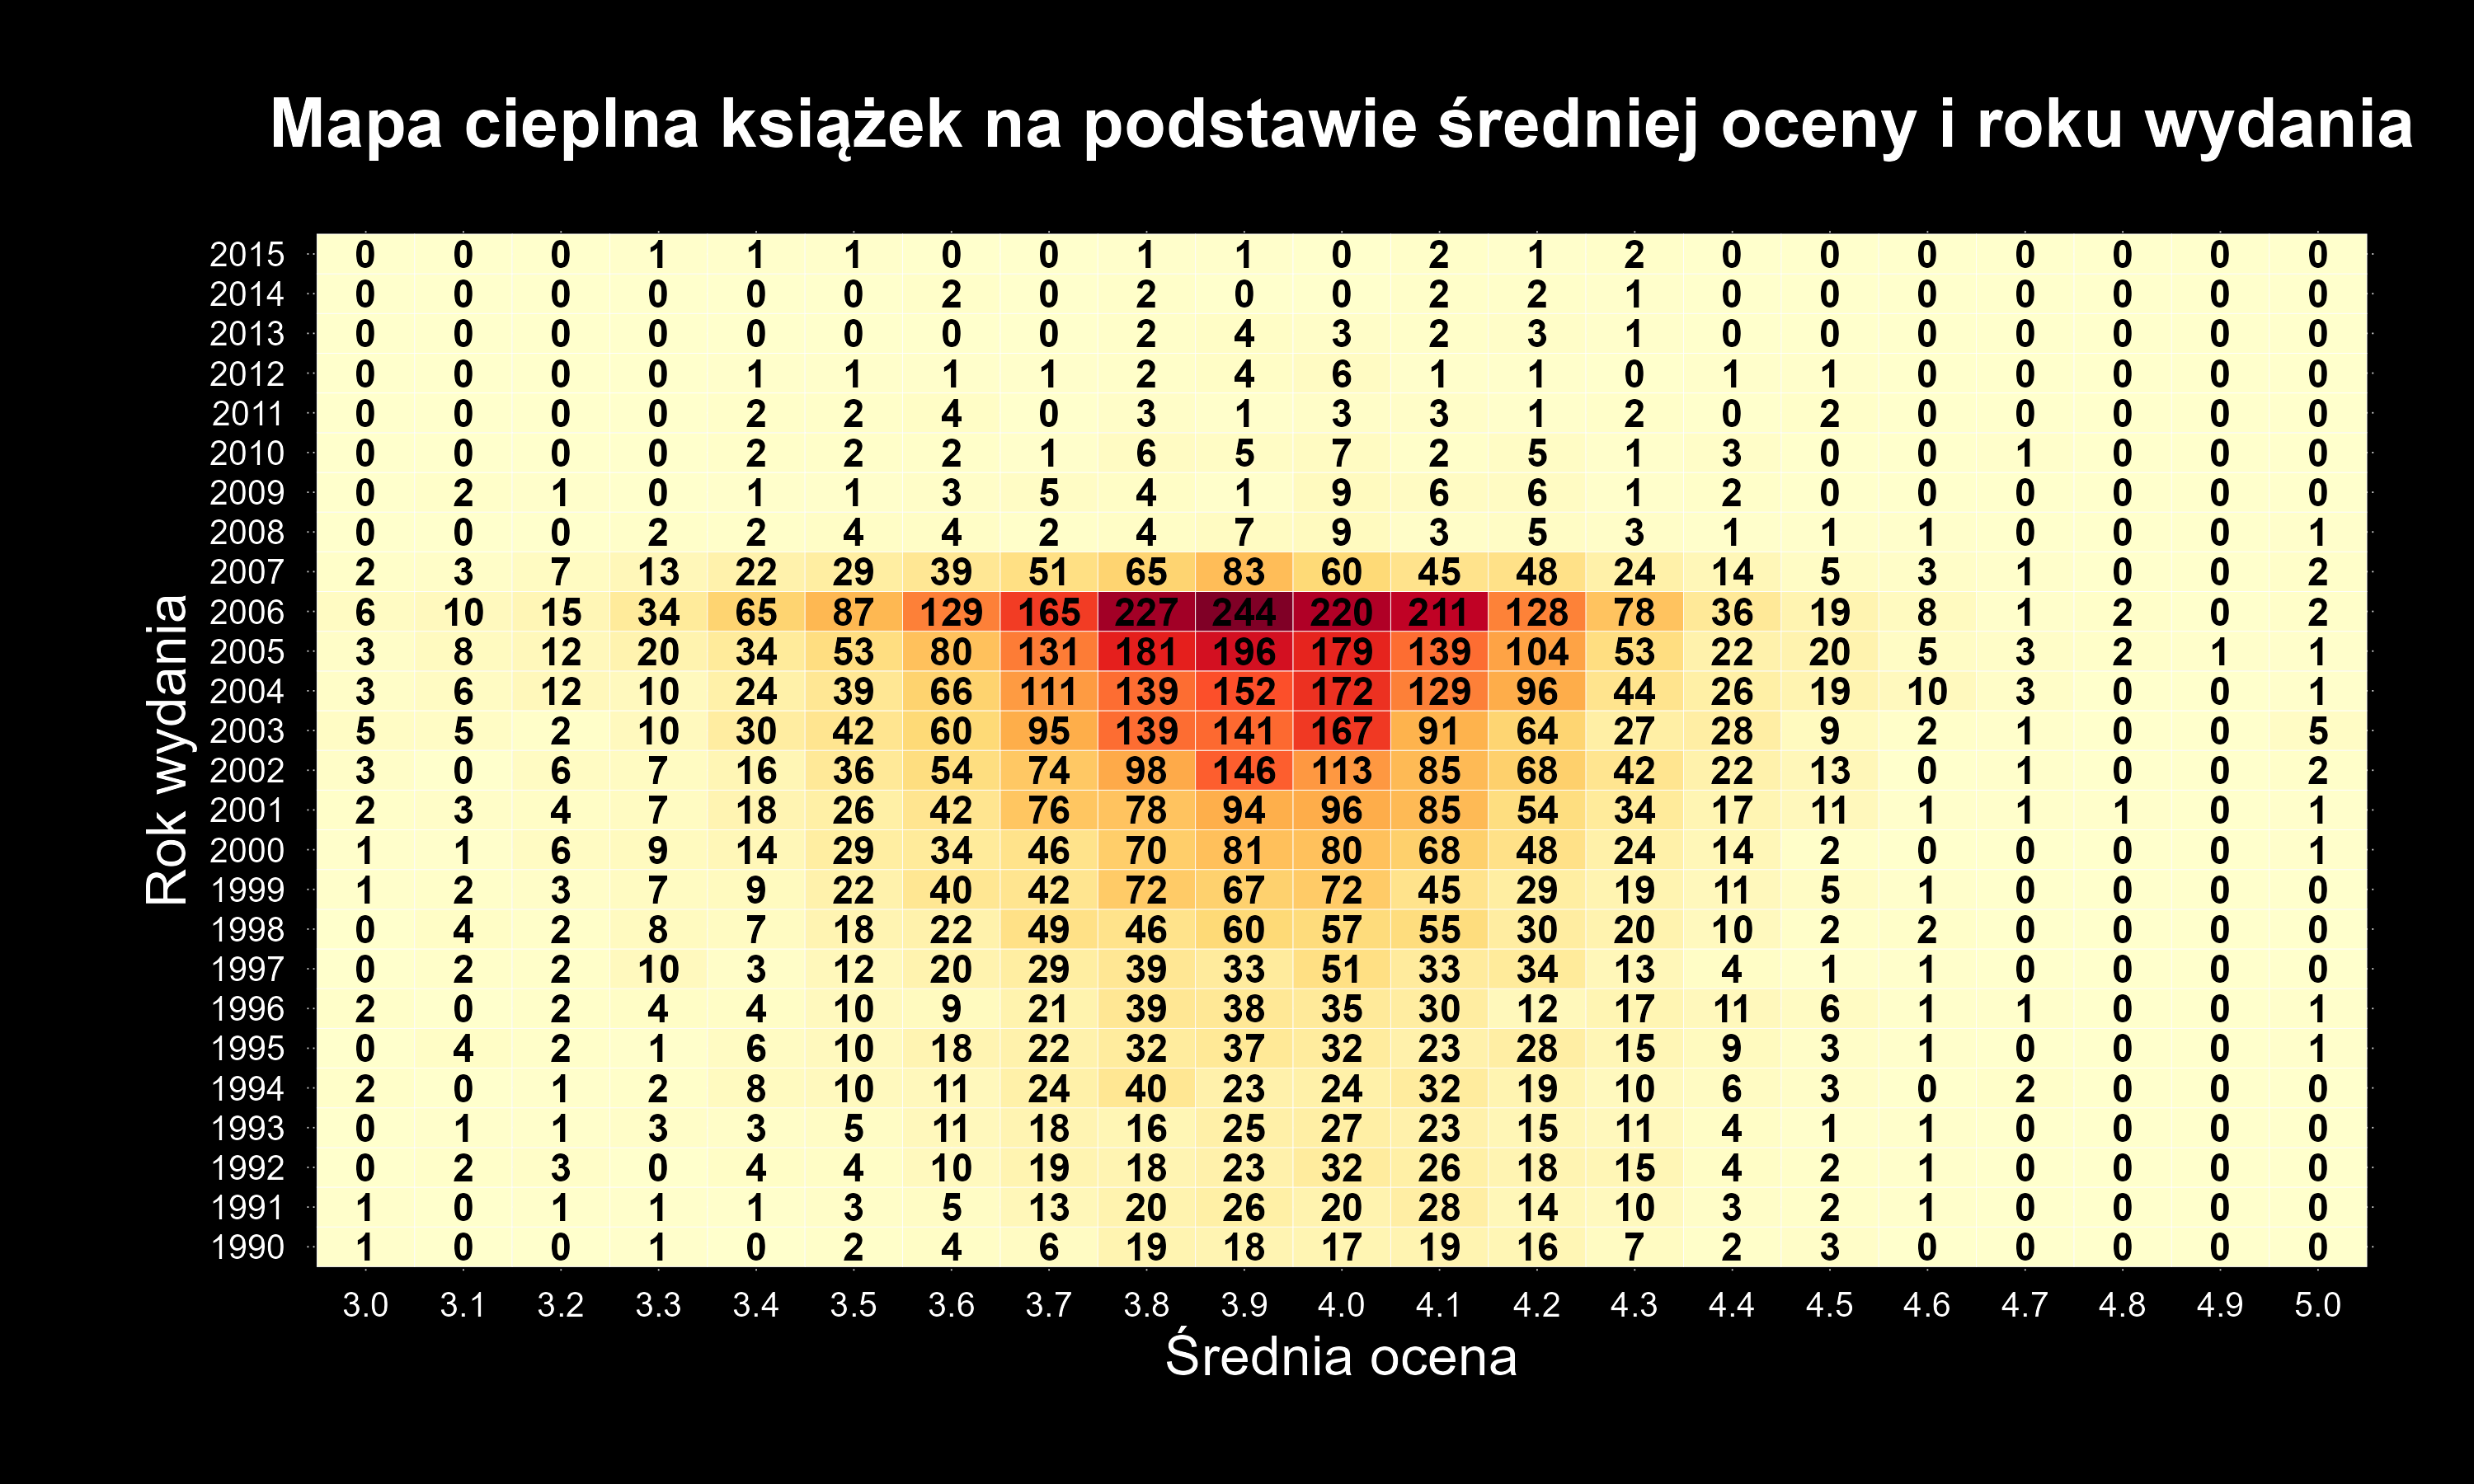 Mapa cieplna książek na podstawie średniej oceny i roku wydania
Rok wydania
2015 0 0 0 1 1 1 0 0 1 1 0 2 1 2 0 0 0 0 0 0 0
2014 0 0 0 0 0 0 2 0 2 0 0 2 2 1 0 0 0 0 0 0 0
2013 0 0 0 0 0 0 0 0 2 4 3 2 3 1 0 0 0 0 0 0 0
2012 0 0 0 0 1 1 1 1 2 4 6 1 1 0 1 1 0 0 0 0 0
2011 0 0 0 0 2 2 4 0 3 1 3 3 1 2 0 2 0 0 0 0 0
2010 0 0 0 0 2 2 2 1 6 5 7 2 5 1 3 0 0 1 0 0 0
2009 0 2 1 0 1 1 3 5 4 1 9 6 6 1 2 0 0 0 0 0 0
2008 0 0 0 2 2 4 4 2 4 7 9 3 5 3 1 1 1 0 0 0 1
2007 2 3 7 13 22 29 39 51 65 83 60 45 48 24 14 5 3 1 0 0 2
2006 6 10 15 34 65 87 129 165 227 244 220 211 128 78 36 19 8 1 2 0 2
2005 3 8 12 20 34 53 80 131 181 196 179 139 104 53 22 20 5 3 2 1 1
2004 3 6 12 10 24 39 66 111 139 152 172 129 96 44 26 19 10 3 0 0 1
2003 5 5 2 10 30 42 60 95 139 141 167 91 64 27 28 9 2 1 0 0 5
2002 3 0 6 7 16 36 54 74 98 146 113 85 68 42 22 13 0 1 0 0 2
2001 2 3 4 7 18 26 42 76 78 94 96 85 54 34 17 11 1 1 1 0 1
2000 1 1 6 9 14 29 34 46 70 81 80 68 48 24 14 2 0 0 0 0 1
1999 1 2 3 7 9 22 40 42 72 67 72 45 29 19 11 5 1 0 0 0 0
1998 0 4 2 8 7 18 22 49 46 60 57 55 30 20 10 2 2 0 0 0 0
1997 0 2 2 10 3 12 20 29 39 33 51 33 34 13 4 1 1 0 0 0 0
1996 2 0 2 4 4 10 9 21 39 38 35 30 12 17 11 6 1 1 0 0 1
1995 0 4 2 1 6 10 18 22 32 37 32 23 28 15 9 3 1 0 0 0 1
1994 2 0 1 2 8 10 11 24 40 23 24 32 19 10 6 3 0 2 0 0 0
1993 0 1 1 3 3 5 11 18 16 25 27 23 15 11 4 1 1 0 0 0 0
1992 0 2 3 0 4 4 10 19 18 23 32 26 18 15 4 2 1 0 0 0 0
1991 1 0 1 1 1 3 5 13 20 26 20 28 14 10 3 2 1 0 0 0 0
1990 1 0 0 1 0 2 4 6 19 18 17 19 16 7 2 3 0 0 0 0 0
3.0 3.1 3.2 3.3 3.4 3.5 3.6 3.7 3.8 3.9 4.0 4.1 4.2 4.3 4.4 4.5 4.6 4.7 4.8 4.9 5.0
Średnia ocena